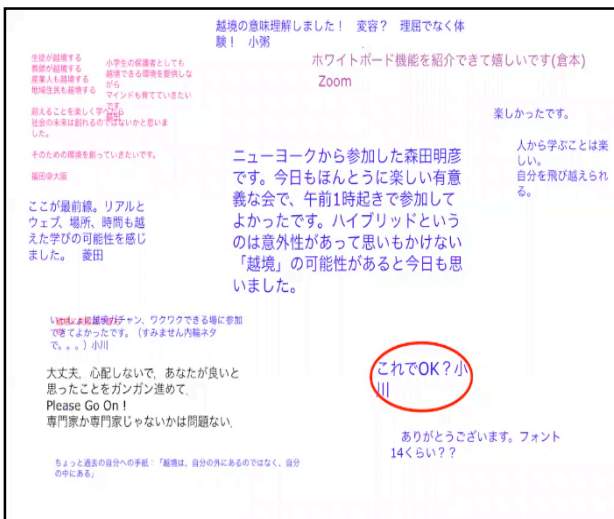 越境の意味理解しました！　変容？　理屈でなく体
験！　小粥
ホワイトボード機能を紹介できて嬉しいです(倉本)
Zoom
生徒が越境する
教師が越境する
産業人も越境する
地域住民も越境する
超えることを楽しく学べたら
社会の未来は創れるのではないかと思いま
した。
そのための環境を創っていきたいです。
福田@大阪
小学生の保護者としても
越境できる環境を提供しな
がら
マインドも育てていきたい
です
楽しかったです。
人から学ぶことは楽
しい。
自分を飛び越えられ
る。
ニューヨークから参加した森田明彦
です。今日もほんとうに楽しい有意
義な会で、午前1時起きで参加して
よかったです。ハイブリッドという
のは意外性があって思いもかけない
「越境」の可能性があると今日も思
いました。
ここが最前線。リアルと
ウェブ、場所、時間も越
えた学びの可能性を感じ
ました。　菱田
越境ガチャン、ワクワクできる場に参加
できてよかったです。（すみません内輪ネタ
で。。。）小川
大丈夫，心配しないで，あなたが良いと
思ったことをガンガン進めて．
Please Go On！
専門家か専門家じゃないかは問題ない．
これでOK？小
川
ありがとうございます。フォント
14くらい？？
ちょっと過去の自分への手紙：「越境は、自分の外にあるのではなく、自分
の中にある」